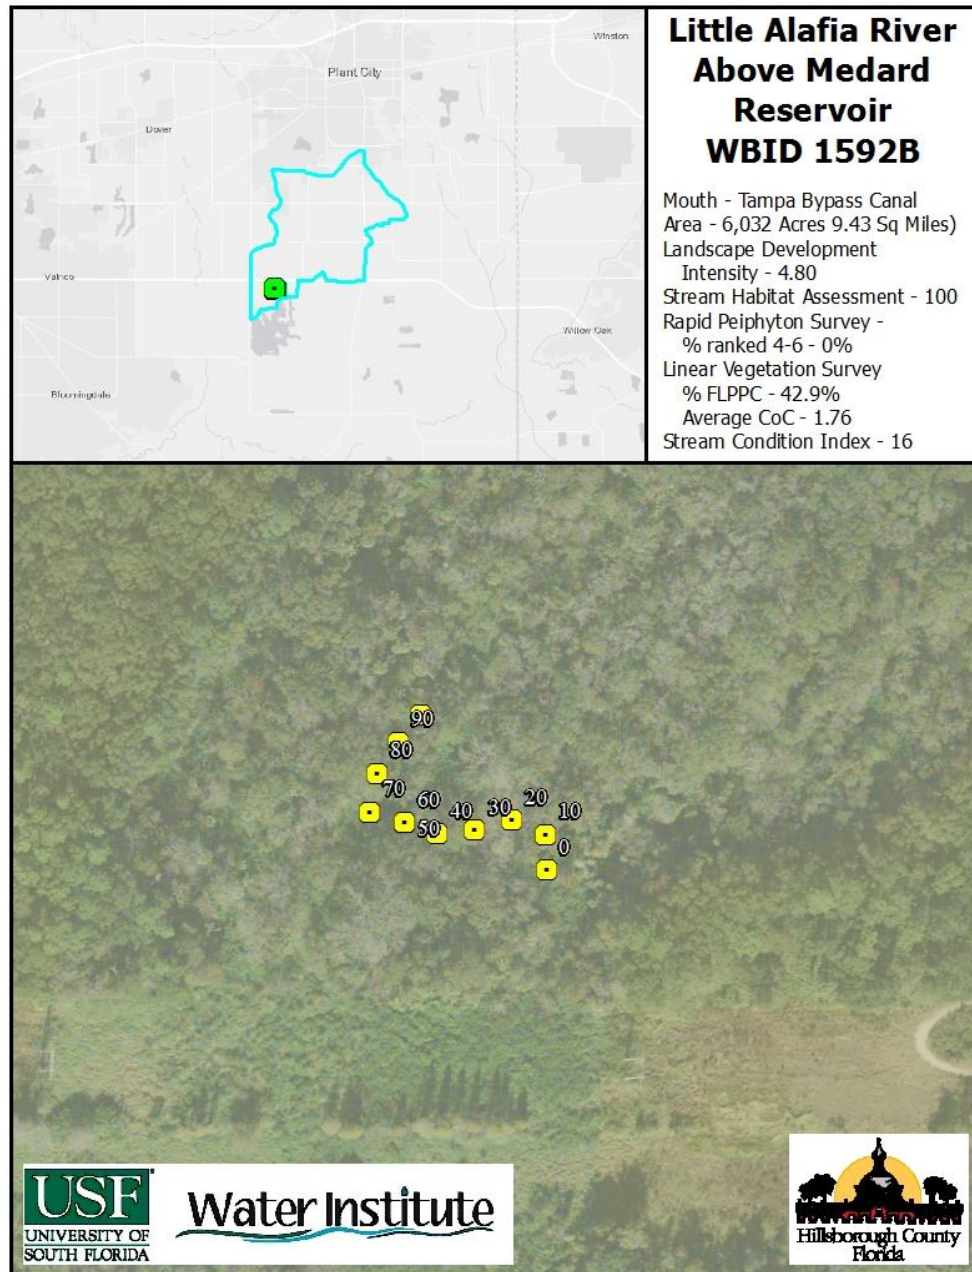 Winston
Plant City
Dover
Valrico
Willow Oak
Bloomingdale
Little Alafia River
Above Medard
Reservoir
WBID 1592B
Mouth - Tampa Bypass Canal
Area - 6,032 Acres 9.43 Sq Miles)
Landscape Development
Intensity - 4.80
Stream Habitat Assessment - 100
Rapid Peiphyton Survey -
% ranked 4-6 - 0%
Linear Vegetation Survey
% FLPPC - 42.9%
Average CoC - 1.76
Stream Condition Index - 16
90
80
70
60
50
40
30
20
10
0
USF
UNIVERSITY OF
SOUTH FLORIDA
Water Institute
Hillsborough County
Florida